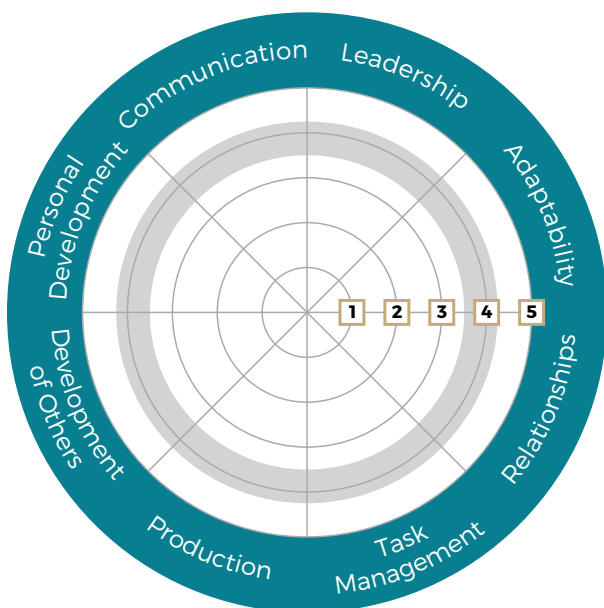 Communication
Leadership
Adaptability
Relationships
Task
Management
Production
Development
of Others
Personal
Development
1
2
3
4
5